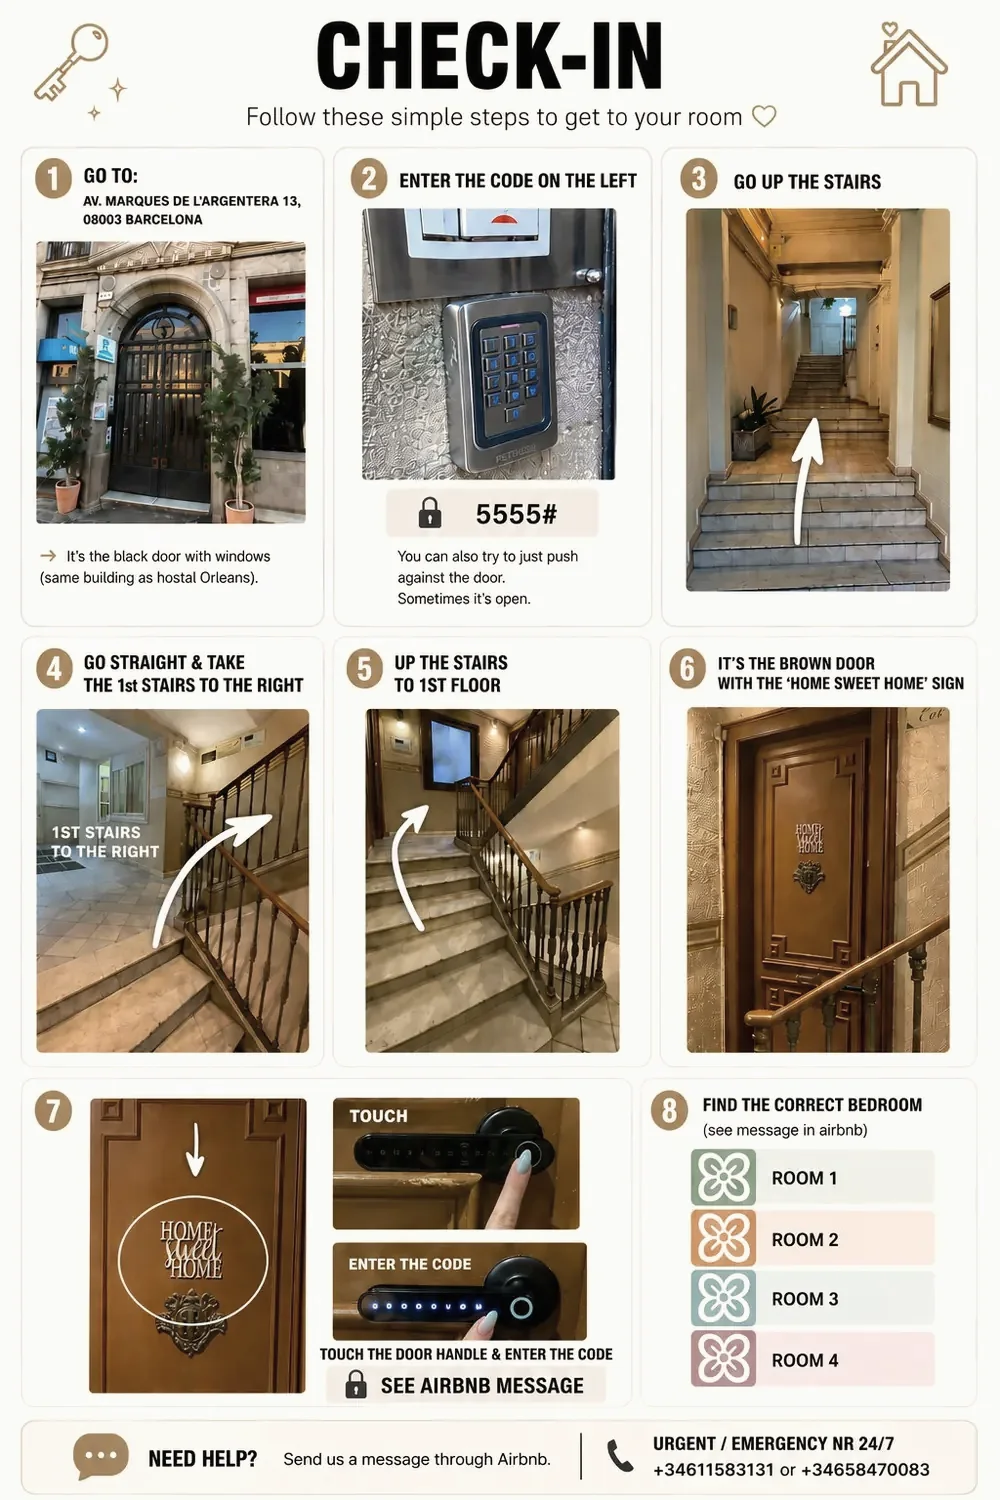 CHECK-IN
Follow these simple steps to get to your room
1
GO TO:
AV. MARQUES DE L'ARGENTERA 13,
08003 BARCELONA
→ It's the black door with windows
(same building as hostal Orleans).
2
ENTER THE CODE ON THE LEFT
5555#
You can also try to just push
against the door.
Sometimes it's open.
3
GO UP THE STAIRS
4
GO STRAIGHT & TAKE
THE 1st STAIRS TO THE RIGHT
1ST STAIRS
TO THE RIGHT
5
UP THE STAIRS
TO 1ST FLOOR
6
IT'S THE BROWN DOOR
WITH THE ‘HOME SWEET HOME’ SIGN
HOME
sweet
HOME
7
HOME
sweet
HOME
TOUCH
ENTER THE CODE
TOUCH THE DOOR HANDLE & ENTER THE CODE
SEE AIRBNB MESSAGE
8
FIND THE CORRECT BEDROOM
(see message in airbnb)
ROOM 1
ROOM 2
ROOM 3
ROOM 4
NEED HELP?
Send us a message through Airbnb.
URGENT / EMERGENCY NR 24/7
+34611583131 or +34658470083